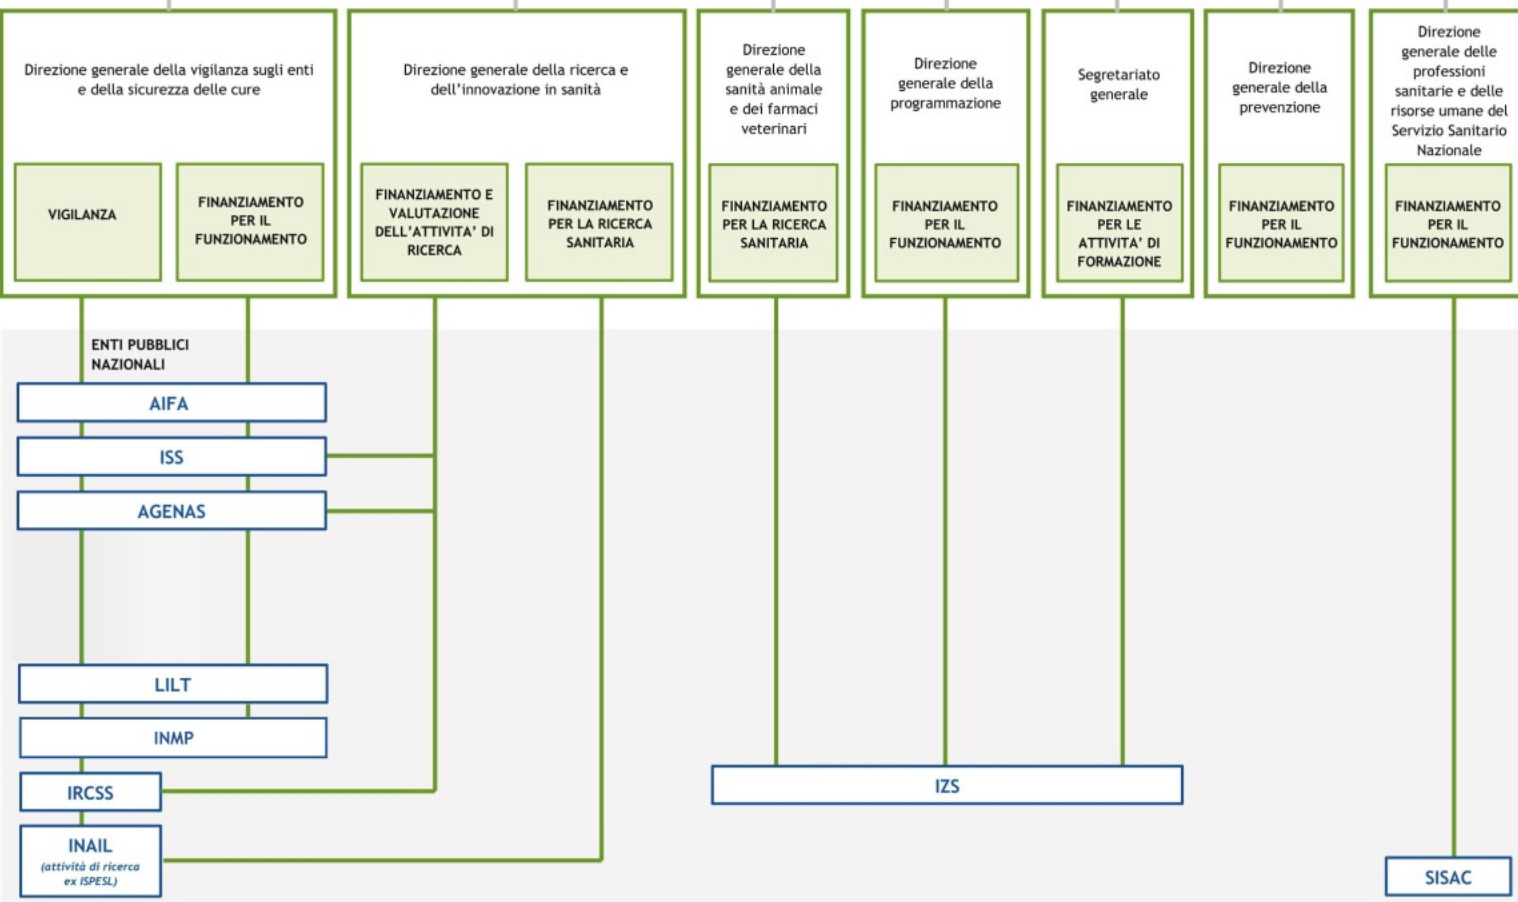 Direzione generale della vigilanza sugli enti
e della sicurezza delle cure
VIGILANZA
FINANZIAMENTO
PER IL
FUNZIONAMENTO
Direzione generale della ricerca e
dell'innovazione in sanità
FINANZIAMENTO E
VALUTAZIONE
DELL'ATTIVITA' DI
RICERCA
FINANZIAMENTO
PER LA RICERCA
SANITARIA
Direzione
generale della
sanità animale
e dei farmaci
veterinari
FINANZIAMENTO
PER LA RICERCA
SANITARIA
Direzione
generale della
programmazione
FINANZIAMENTO
PER IL
FUNZIONAMENTO
Segretariato
generale
FINANZIAMENTO
PER LE
ATTIVITA' DI
FORMAZIONE
Direzione
generale della
prevenzione
FINANZIAMENTO
PER IL
FUNZIONAMENTO
Direzione
generale delle
professioni
sanitarie e delle
risorse umane del
Servizio Sanitario
Nazionale
FINANZIAMENTO
PER IL
FUNZIONAMENTO
ENTI PUBBLICI
NAZIONALI
AIFA
ISS
AGENAS
LILT
INMP
IRCSS
INAIL
(attività di ricerca
ex ISPESL)
IZS
SISAC